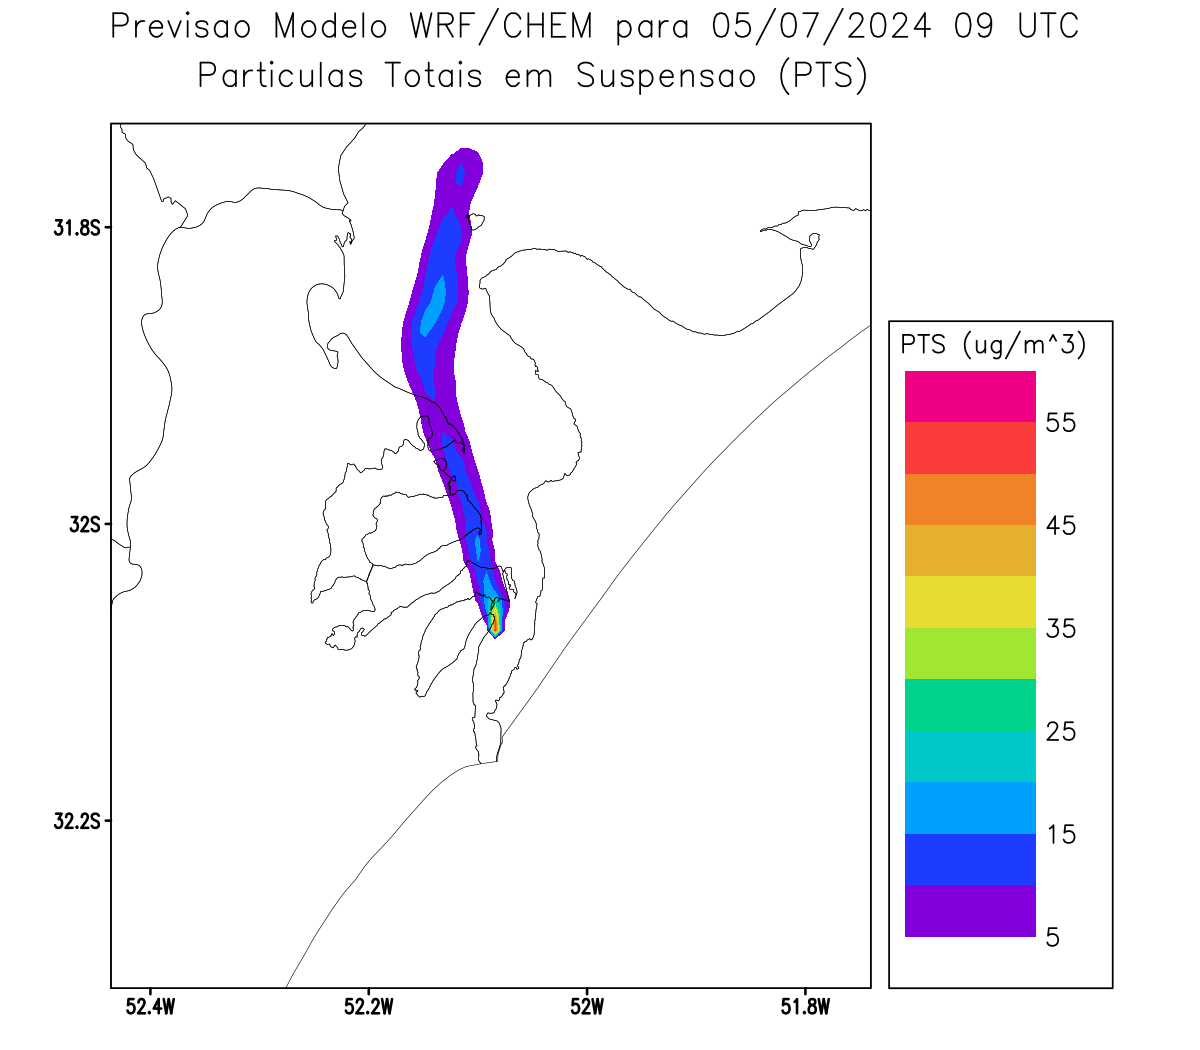 Previsao Modelo WRF/CHEM para 05/07/2024 09 UTC
Particulas Totais em Suspensao (PTS)
31.8S
32S
32.2S
52.4W
52.2W
52W
51.8W
PTS (ug/m^3)
55
45
35
25
15
5